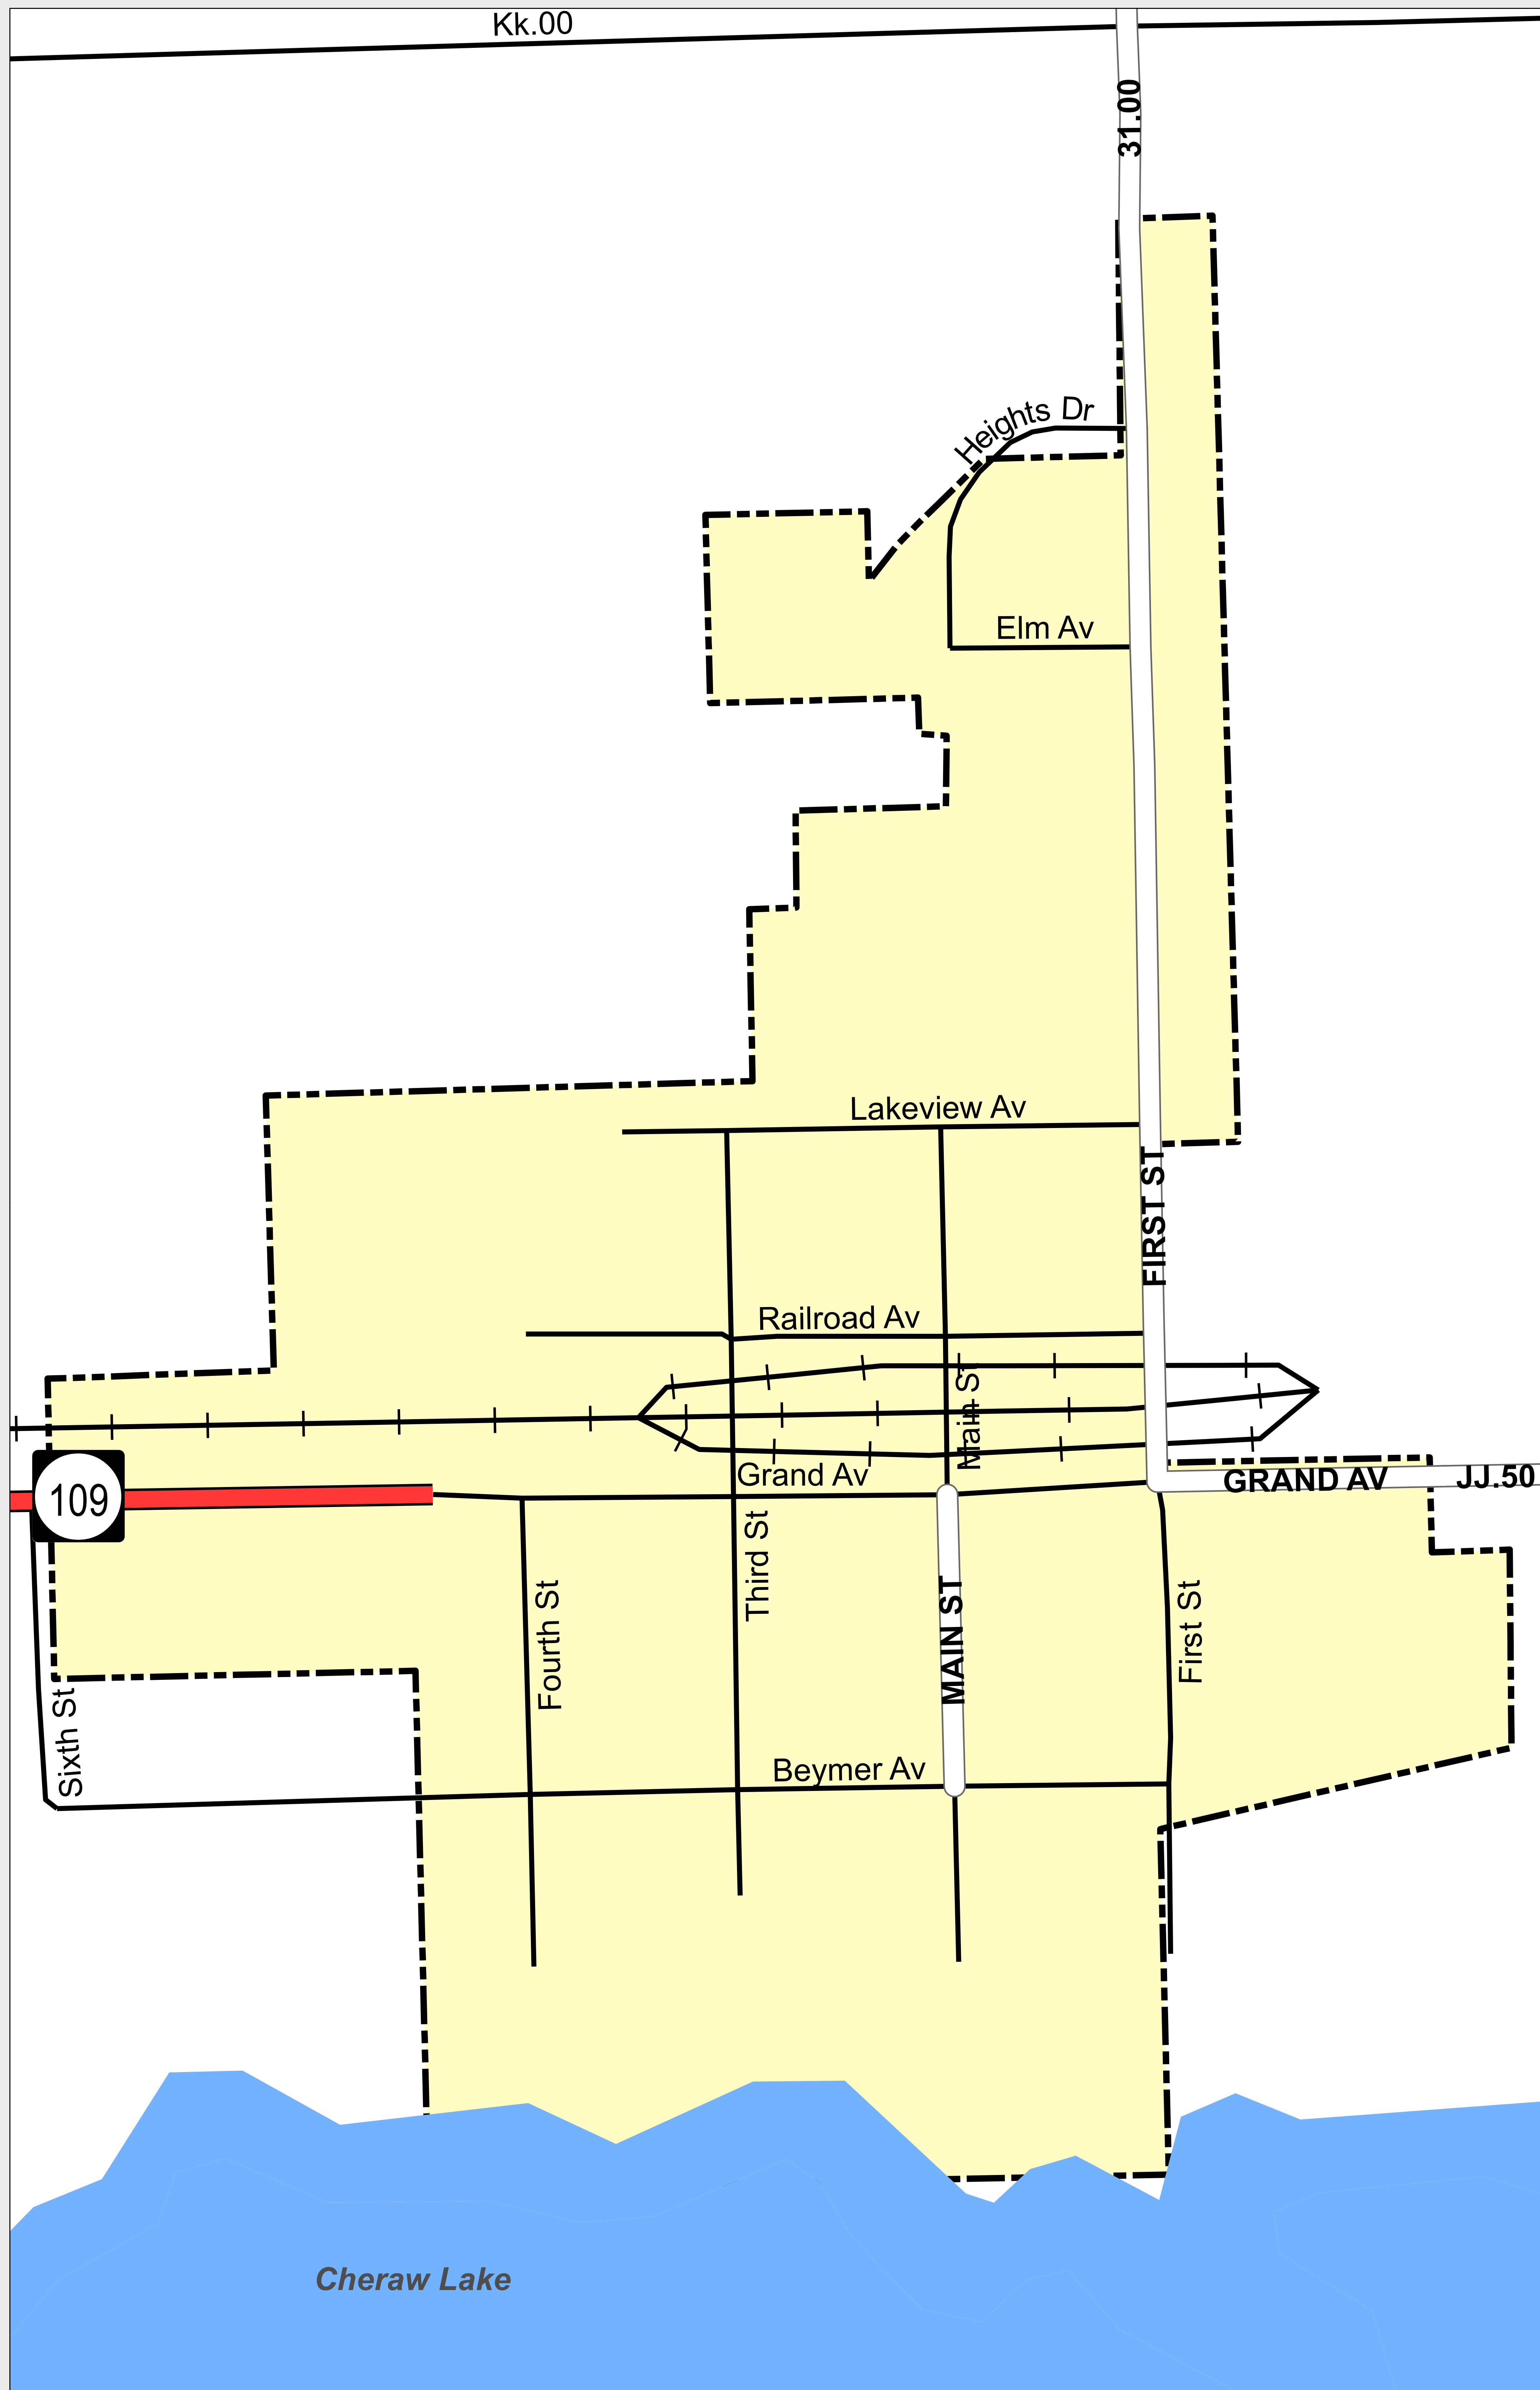 Kk.00
31.00
Heights Dr
Elm Av
Lakeview Av
FIRST ST
Railroad Av
Main St
Grand Av
GRAND AV
JJ.50
109
Third St
Fourth St
MAIN ST
First St
Sixth St
Beymer Av
Cheraw Lake